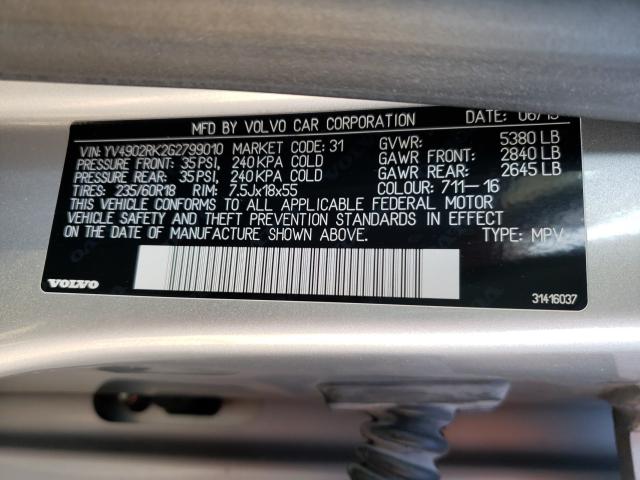 MFD BY VOLVO CAR CORPORATION DATE: 06/15
VIN: YV4902RK2G2799010 MARKET CODE: 31 GVWR: 5380 LB
PRESSURE FRONT: 35 PSI, 240 KPA COLD GAWR FRONT: 2840 LB
PRESSURE REAR: 35 PSI, 240 KPA COLD GAWR REAR: 2645 LB
TIRES: 235/60R18 RIM: 7.5Jx18x55 COLOUR: 711-16
THIS VEHICLE CONFORMS TO ALL APPLICABLE FEDERAL MOTOR
VEHICLE SAFETY AND THEFT PREVENTION STANDARDS IN EFFECT
ON THE DATE OF MANUFACTURE SHOWN ABOVE. TYPE: MPV
VOLVO 31416037